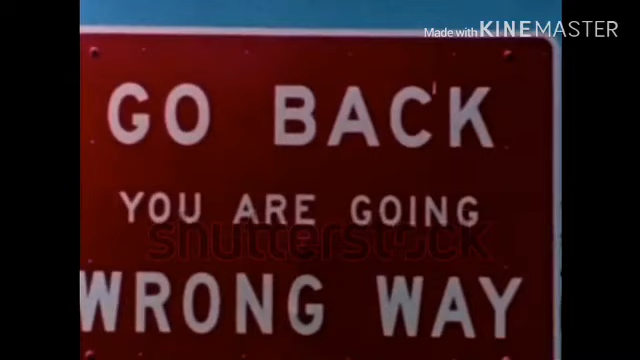 Made with KINEMASTER
GO BACK
YOU ARE GOING
shutterstock
WRONG WAY